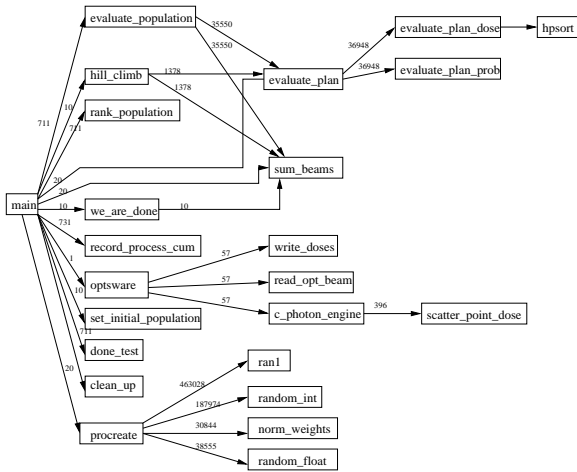 evaluate_population
35550
35550
evaluate_plan_dose
hpsort
36948
hill_climb
1378
1378
evaluate_plan
36948
evaluate_plan_prob
10
rank_population
711
711
20
sum_beams
20
main
10
we_are_done
10
731
record_process_cum
57
write_doses
1
optsware
57
read_opt_beam
10
57
c_photon_engine
396
scatter_point_dose
set_initial_population
711
done_test
20
463028
ran1
clean_up
187974
random_int
procreate
30844
norm_weights
38555
random_float